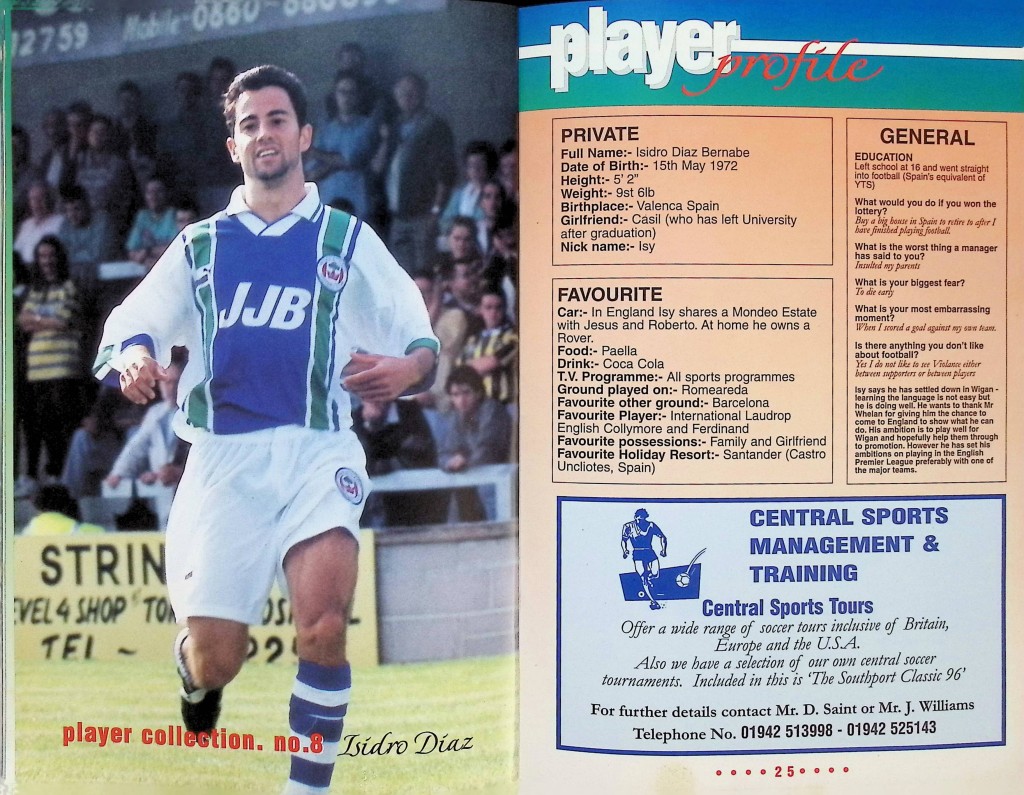 12759 Mobile 0860-680
JJB
STRIN
EVEL 4 SHOP TO
TEL ~ 22
player collection. no.8 Isidro Diaz
player profile
PRIVATE
Full Name:- Isidro Diaz Bernabe
Date of Birth:- 15th May 1972
Height:- 5' 2"
Weight:- 9st 6lb
Birthplace:- Valenca Spain
Girlfriend:- Casil (who has left University
after graduation)
Nick name:- Isy
FAVOURITE
Car:- In England Isy shares a Mondeo Estate
with Jesus and Roberto. At home he owns a
Rover.
Food:- Paella
Drink:- Coca Cola
T.V. Programme:- All sports programmes
Ground played on:- Romeareda
Favourite other ground:- Barcelona
Favourite Player:- International Laudrop
English Collymore and Ferdinand
Favourite possessions:- Family and Girlfriend
Favourite Holiday Resort:- Santander (Castro
Uncliotes, Spain)
GENERAL
EDUCATION
Left school at 16 and went straight
into football (Spain's equivalent of
YTS)
What would you do if you won the
lottery?
Buy a big house in Spain to retire to after I
have finished playing football.
What is the worst thing a manager
has said to you?
Insulted my parents
What is your biggest fear?
To die early
What is your most embarrassing
moment?
When I scored a goal against my own team.
Is there anything you don't like
about football?
Yes I do not like to see Violance either
between supporters or between players
Isy says he has settled down in Wigan -
learning the language is not easy but
he is doing well. He wants to thank Mr
Whelan for giving him the chance to
come to England to show what he can
do. His ambition is to play well for
Wigan and hopefully help them through
to promotion. However he has set his
ambitions on playing in the English
Premier League preferably with one of
the major teams.
CENTRAL SPORTS
MANAGEMENT &
TRAINING
Central Sports Tours
Offer a wide range of soccer tours inclusive of Britain,
Europe and the U.S.A.
Also we have a selection of our own central soccer
tournaments. Included in this is 'The Southport Classic 96'
For further details contact Mr. D. Saint or Mr. J. Williams
Telephone No. 01942 513998 - 01942 525143
25